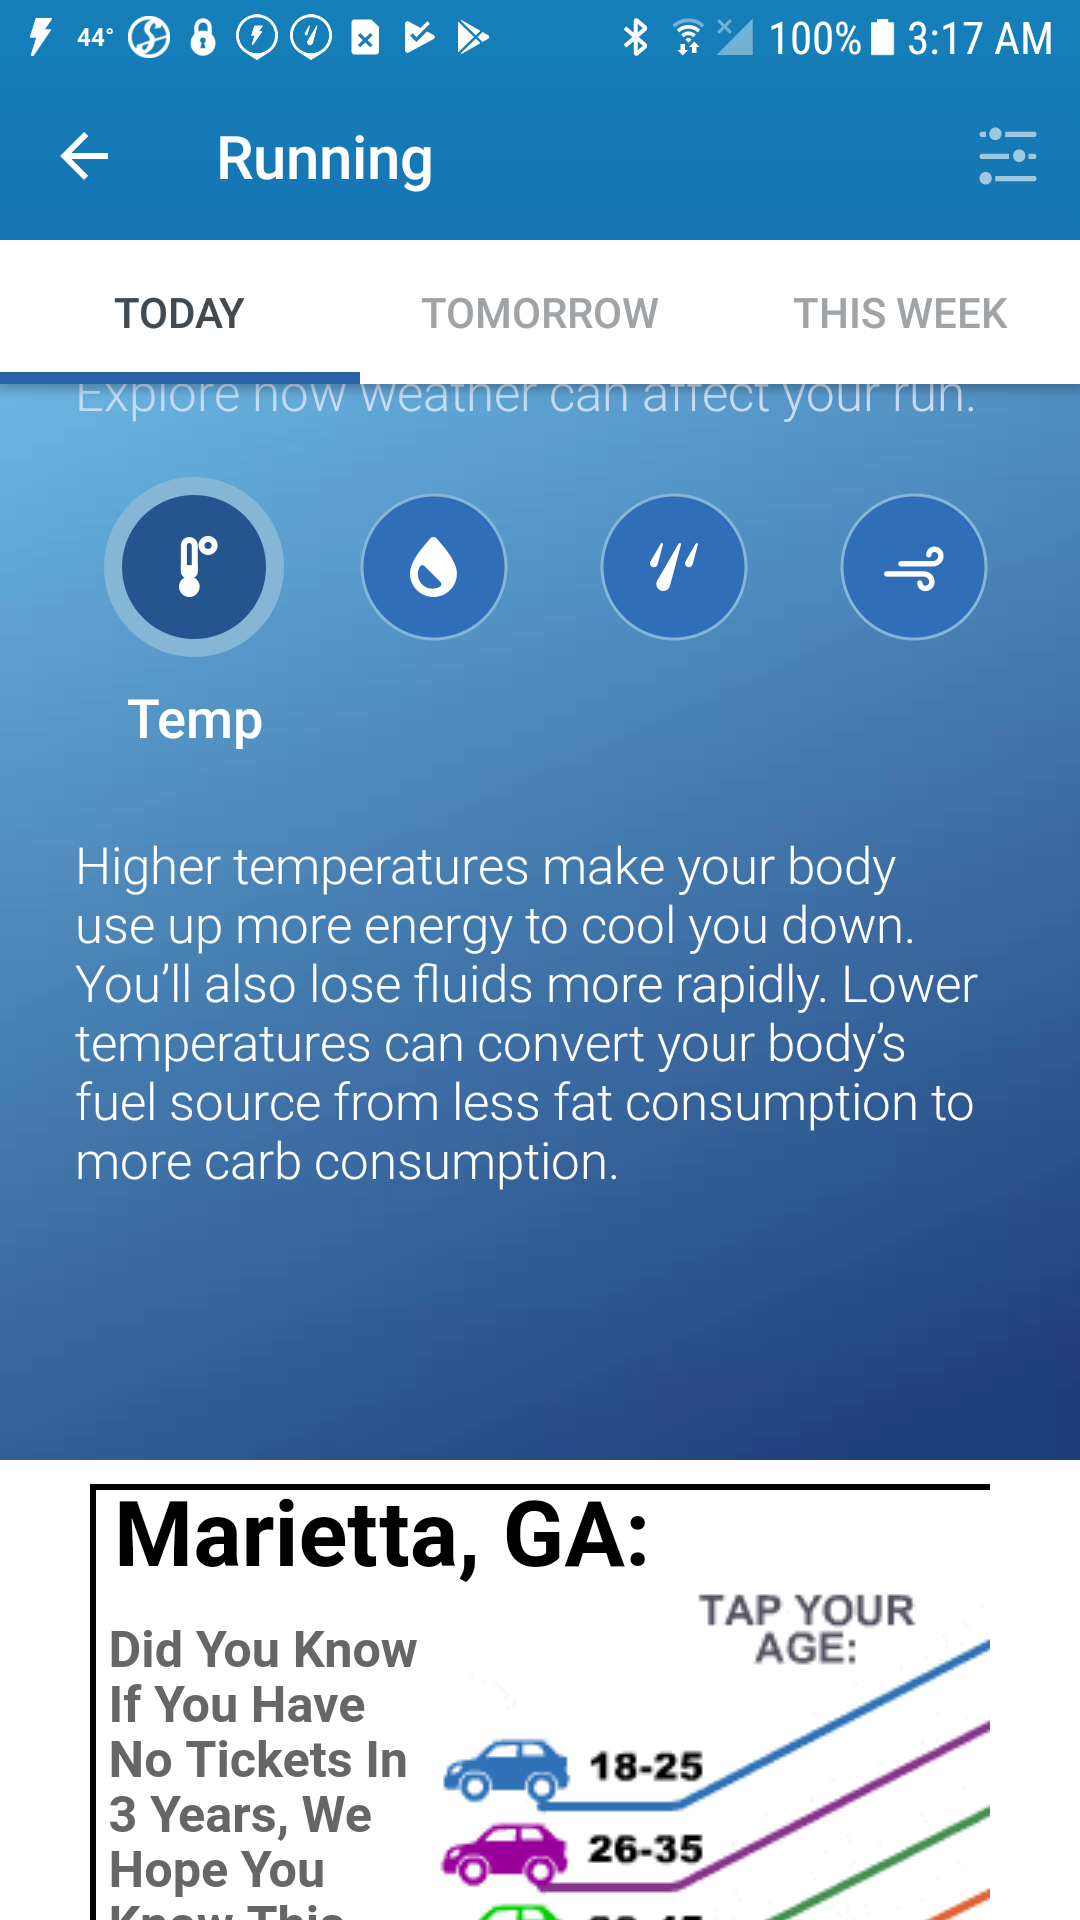 44° 100% 3:17 AM
Running
TODAY TOMORROW THIS WEEK
Explore how weather can affect your run.
Temp
Higher temperatures make your body
use up more energy to cool you down.
You’ll also lose fluids more rapidly. Lower
temperatures can convert your body’s
fuel source from less fat consumption to
more carb consumption.
Marietta, GA:
TAP YOUR
AGE:
Did You Know
If You Have
No Tickets In
3 Years, We
Hope You
Know This
18-25
26-35